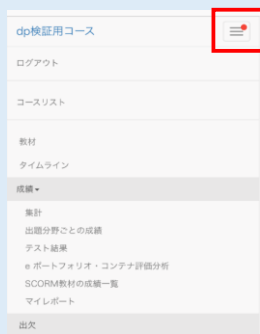 dp検証用コース
ログアウト
コースリスト
教材
タイムライン
成績▾
集計
出題分野ごとの成績
テスト結果
e ポートフォリオ・コンテナ評価分析
SCORM教材の成績一覧
マイレポート
出欠